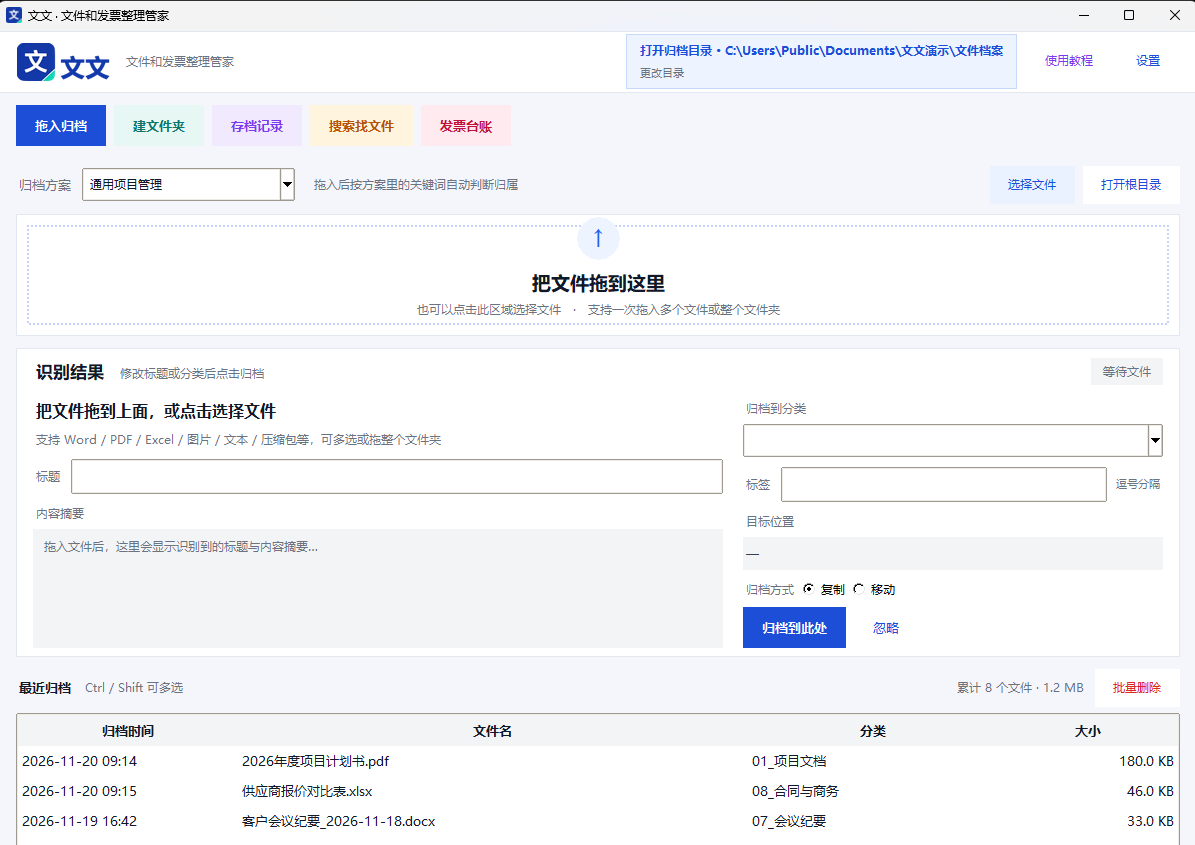 文 文文 · 文件和发票整理管家
文 文文 文件和发票整理管家
打开归档目录 · C:\Users\Public\Documents\文文演示\文件档案
更改目录
使用教程 设置
拖入归档 建文件夹 存档记录 搜索找文件 发票台账
归档方案 通用项目管理 拖入后按方案里的关键词自动判断归属 选择文件 打开根目录
↑
把文件拖到这里
也可以点击此区域选择文件 · 支持一次拖入多个文件或整个文件夹
识别结果 修改标题或分类后点击归档 等待文件
把文件拖到上面，或点击选择文件
支持 Word / PDF / Excel / 图片 / 文本 / 压缩包等，可多选或拖整个文件夹
标题
内容摘要
拖入文件后，这里会显示识别到的标题与内容摘要...
归档到分类
标签 逗号分隔
目标位置
—
归档方式 复制 移动
归档到此处 忽略
最近归档 Ctrl / Shift 可多选 累计 8 个文件 · 1.2 MB 批量删除
归档时间 文件名 分类 大小
2026-11-20 09:14 2026年度项目计划书.pdf 01_项目文档 180.0 KB
2026-11-20 09:15 供应商报价对比表.xlsx 08_合同与商务 46.0 KB
2026-11-19 16:42 客户会议纪要_2026-11-18.docx 07_会议纪要 33.0 KB